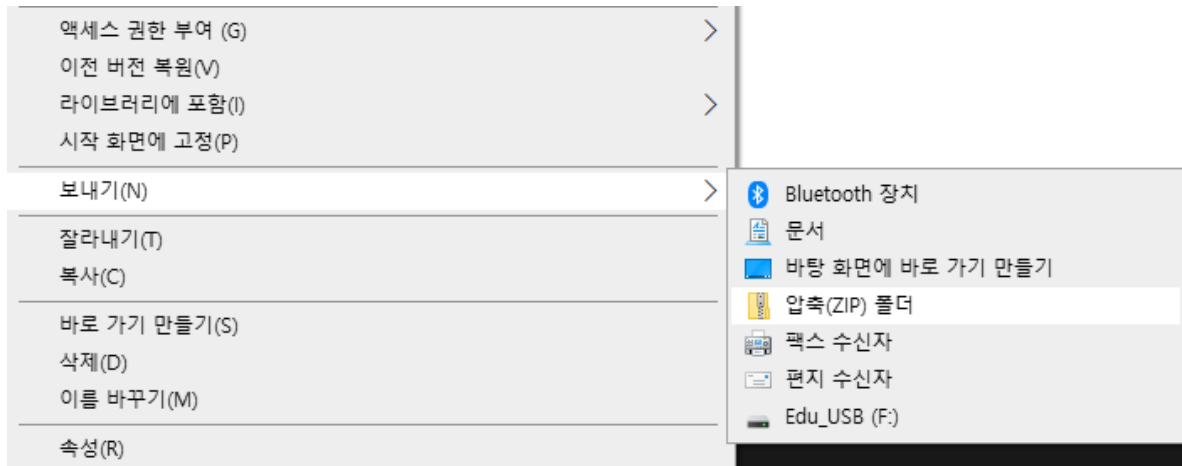 액세스 권한 부여 (G)
이전 버전 복원(V)
라이브러리에 포함(I)
시작 화면에 고정(P)
보내기(N)
잘라내기(T)
복사(C)
바로 가기 만들기(S)
삭제(D)
이름 바꾸기(M)
속성(R)
Bluetooth 장치
문서
바탕 화면에 바로 가기 만들기
압축(ZIP) 폴더
팩스 수신자
편지 수신자
Edu_USB (F:)